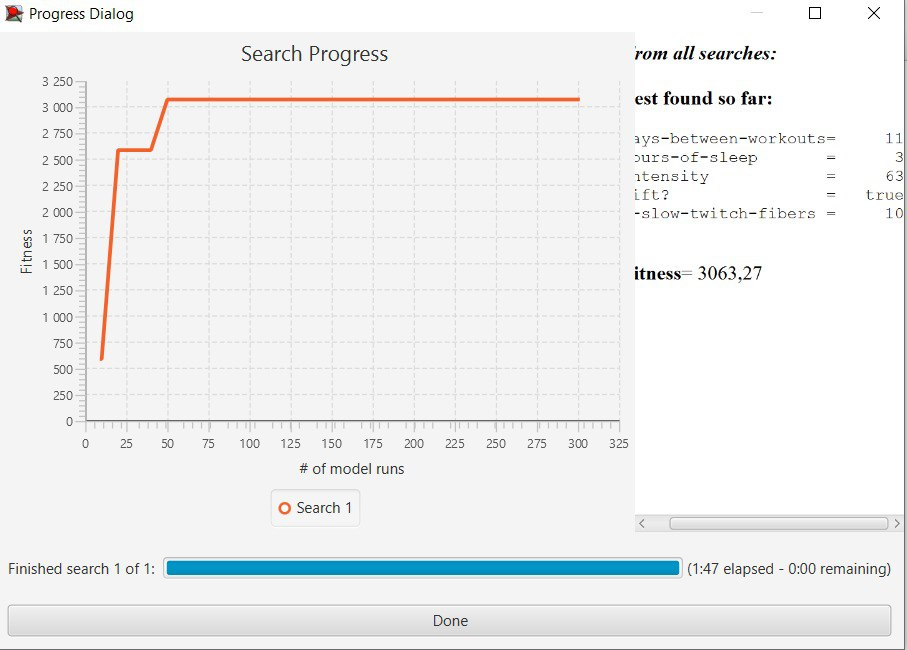 Progress Dialog
Search Progress
3 250
3 000
2 750
2 500
2 250
2 000
1 750
1 500
1 250
1 000
750
500
250
0
Fitness
0 25 50 75 100 125 150 175 200 225 250 275 300 325
# of model runs
Search 1
rom all searches:
est found so far:
ays-between-workouts= 11
ours-of-sleep = 3
ntensity = 63
ift? = true
-slow-twitch-fibers = 10
itness= 3063,27
Finished search 1 of 1: (1:47 elapsed - 0:00 remaining)
Done